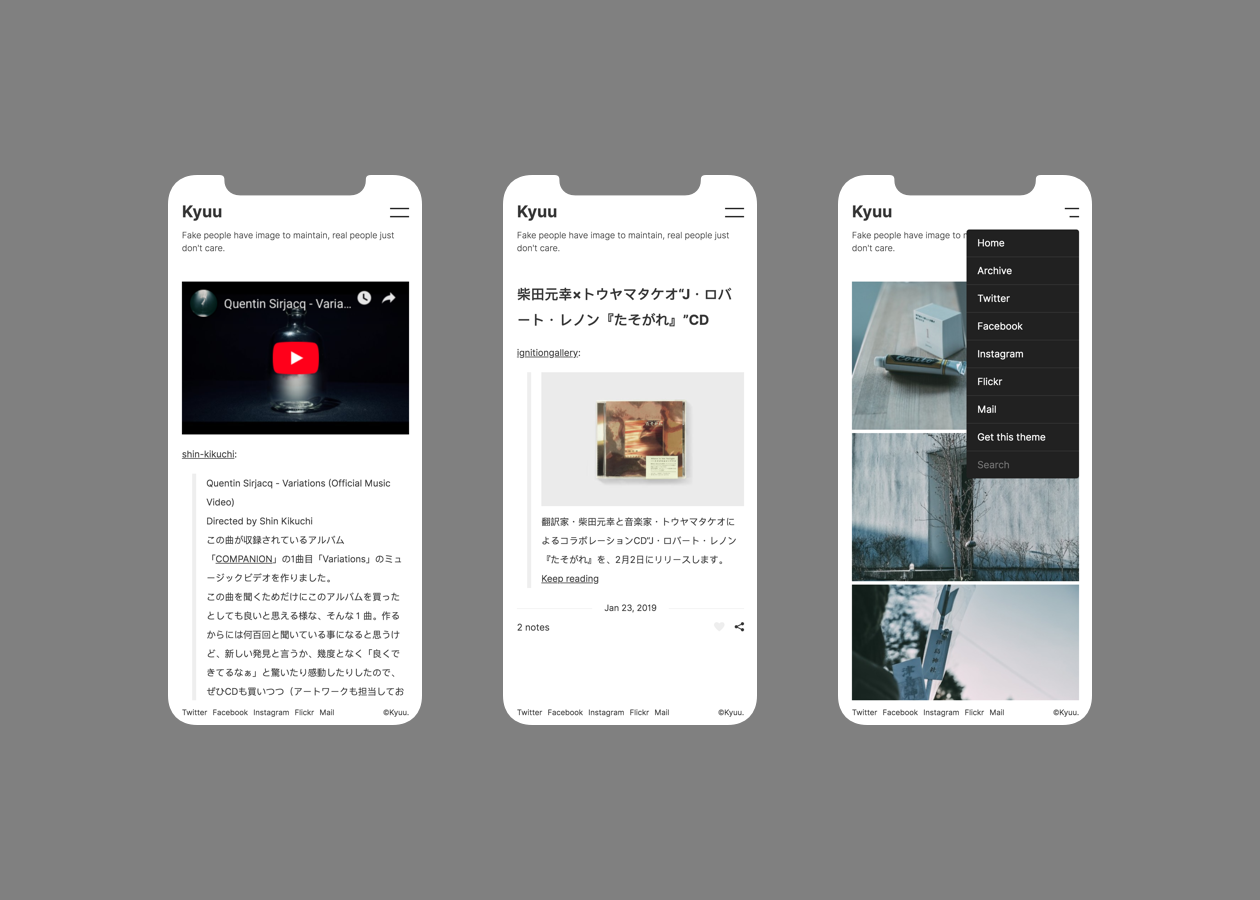 Kyuu
Fake people have image to maintain, real people just
don't care.
Quentin Sirjacq - Varia...
shin-kikuchi:
Quentin Sirjacq - Variations (Official Music
Video)
Directed by Shin Kikuchi
この曲が収録されているアルバム
「COMPANION」の1曲目「Variations」のミュ
ージックビデオを作りました。
この曲を聞くためだけにこのアルバムを買った
としても良いと思える様な、そんな１曲。作る
からには何百回と聞いている事になると思うけ
ど、新しい発見と言うか、幾度となく「良くで
きてるなぁ」と驚いたり感動したりしたので、
ぜひCDも買いつつ（アートワークも担当してお
Twitter Facebook Instagram Flickr Mail ©Kyuu.
Kyuu
Fake people have image to maintain, real people just
don't care.
柴田元幸×トウヤマタケオ“J・ロバ
ート・レノン『たそがれ』”CD
ignitiongallery:
翻訳家・柴田元幸と音楽家・トウヤマタケオに
よるコラボレーションCD“J・ロバート・レノン
『たそがれ』を、2月2日にリリースします。
Keep reading
Jan 23, 2019
2 notes
Twitter Facebook Instagram Flickr Mail ©Kyuu.
Kyuu
Fake people have image to
don't care.
Home
Archive
Twitter
Facebook
Instagram
Flickr
Mail
Get this theme
Search
Twitter Facebook Instagram Flickr Mail ©Kyuu.